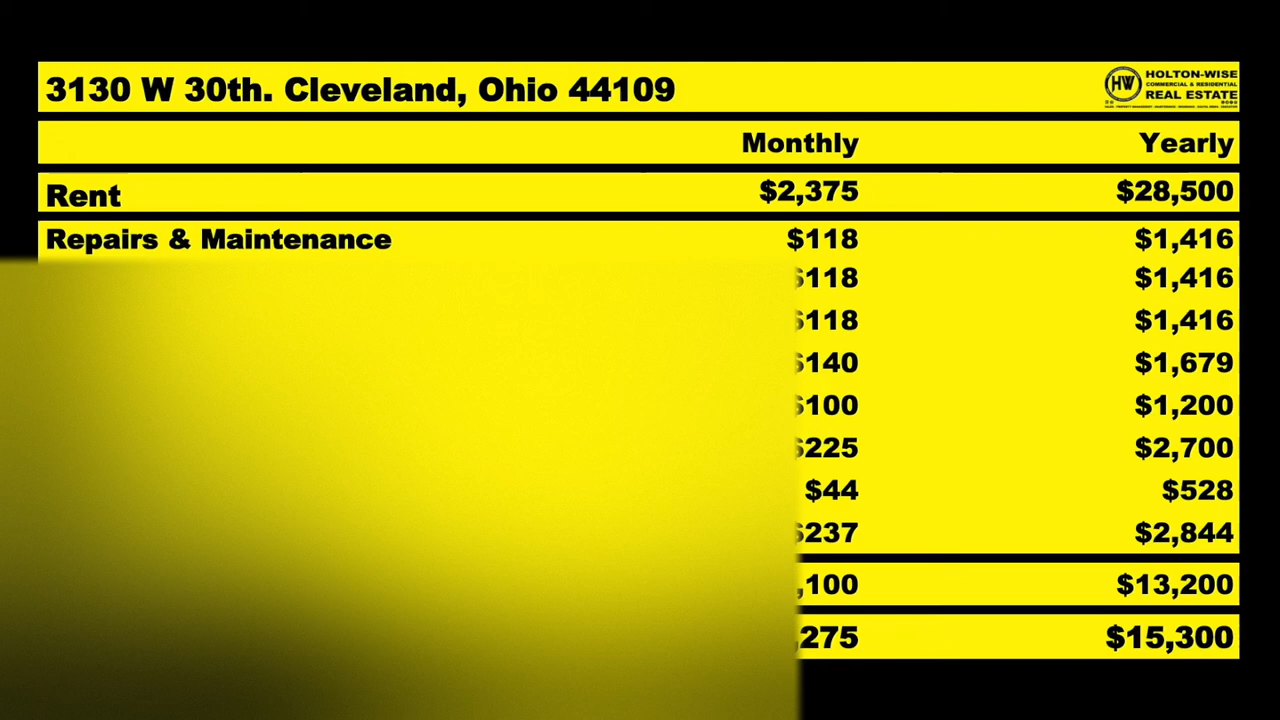 3130 W 30th. Cleveland, Ohio 44109
HW HOLTON-WISE
COMMERCIAL & RESIDENTIAL
REAL ESTATE
Monthly Yearly
Rent $2,375 $28,500
Repairs & Maintenance $118 $1,416
$118 $1,416
$118 $1,416
$140 $1,679
$100 $1,200
$225 $2,700
$44 $528
$237 $2,844
,100 $13,200
,275 $15,300